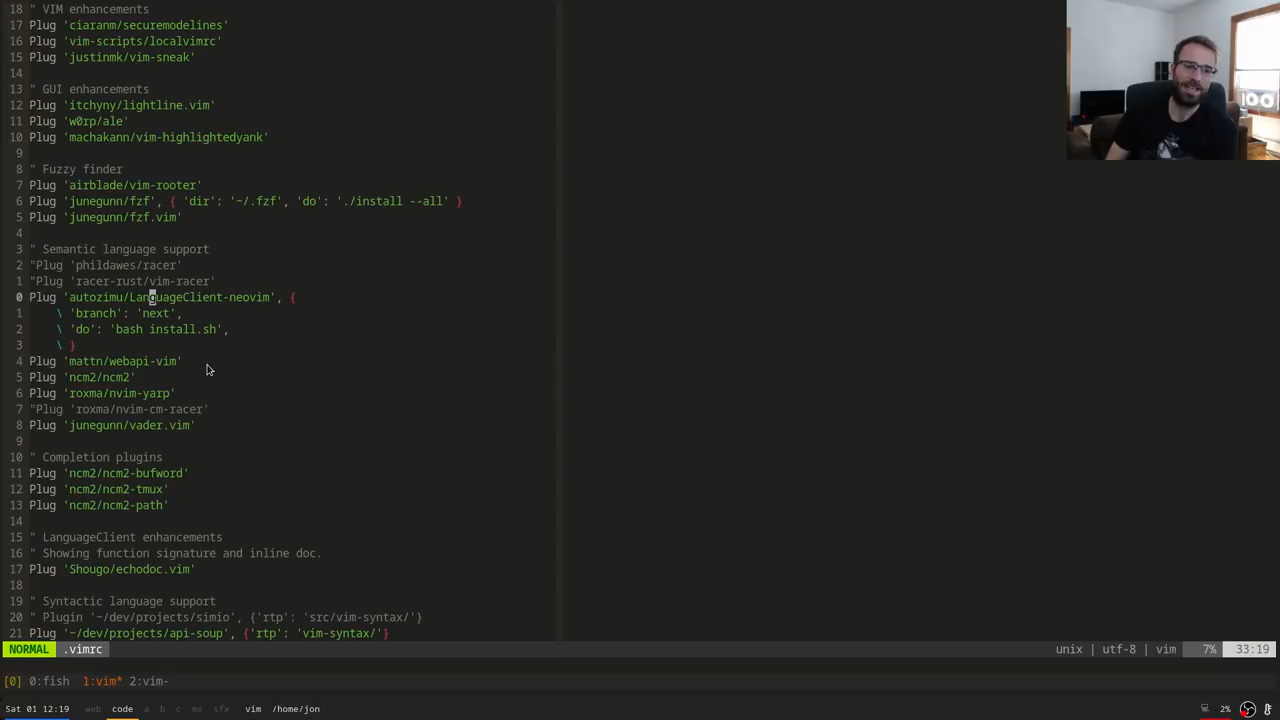 18 " VIM enhancements
17 Plug 'ciaranm/securemodelines'
16 Plug 'vim-scripts/localvimrc'
15 Plug 'justinmk/vim-sneak'
14
13 " GUI enhancements
12 Plug 'itchyny/lightline.vim'
11 Plug 'w0rp/ale'
10 Plug 'machakann/vim-highlightedyank'
9
8 " Fuzzy finder
7 Plug 'airblade/vim-rooter'
6 Plug 'junegunn/fzf', { 'dir': '~/.fzf', 'do': './install --all' }
5 Plug 'junegunn/fzf.vim'
4
3 " Semantic language support
2 "Plug 'phildawes/racer'
1 "Plug 'racer-rust/vim-racer'
0 Plug 'autozimu/LanguageClient-neovim', {
1 \ 'branch': 'next',
2 \ 'do': 'bash install.sh',
3 \ }
4 Plug 'mattn/webapi-vim'
5 Plug 'ncm2/ncm2'
6 Plug 'roxma/nvim-yarp'
7 "Plug 'roxma/nvim-cm-racer'
8 Plug 'junegunn/vader.vim'
9
10 " Completion plugins
11 Plug 'ncm2/ncm2-bufword'
12 Plug 'ncm2/ncm2-tmux'
13 Plug 'ncm2/ncm2-path'
14
15 " LanguageClient enhancements
16 " Showing function signature and inline doc.
17 Plug 'Shougo/echodoc.vim'
18
19 " Syntactic language support
20 " Plugin '~/dev/projects/simio', {'rtp': 'src/vim-syntax/'}
21 Plug '~/dev/projects/api-soup', {'rtp': 'vim-syntax/'}
NORMAL .vimrc unix | utf-8 | vim 7% 33:19
[0] 0:fish 1:vim* 2:vim-
Sat 01 12:19 web code a b c mx sfx vim /home/jon 2%
100